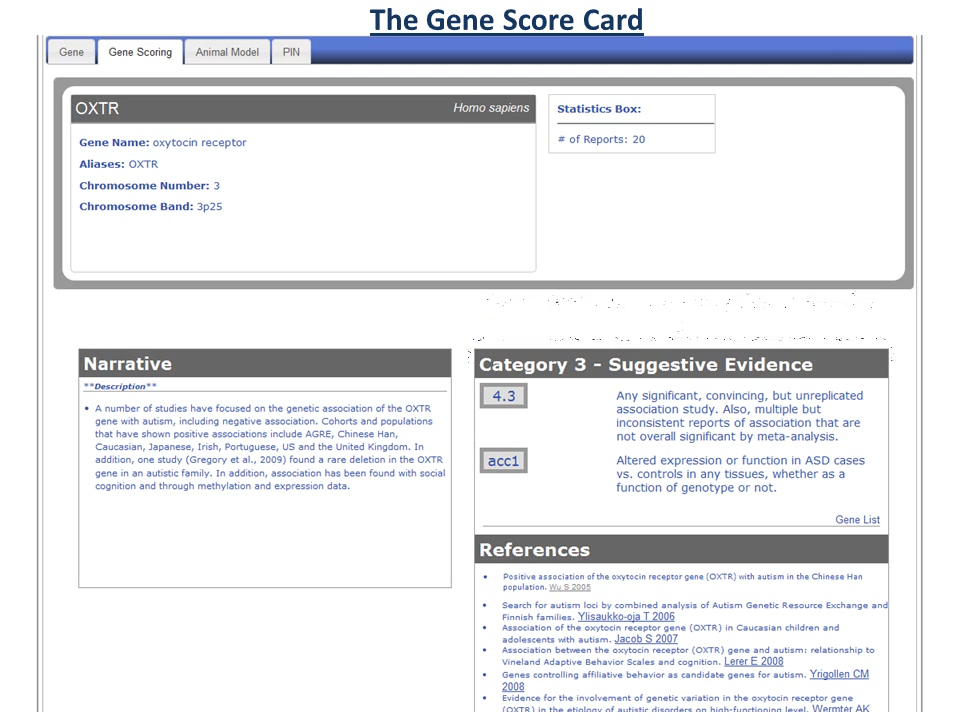 The Gene Score Card
Gene
Gene Scoring
Animal Model
PIN
OXTR
Homo sapiens
Gene Name: oxytocin receptor
Aliases: OXTR
Chromosome Number: 3
Chromosome Band: 3p25
Statistics Box:
# of Reports: 20
Narrative
**Description**
• A number of studies have focused on the genetic association of the OXTR
gene with autism, including negative association. Cohorts and populations
that have shown positive associations include AGRE, Chinese Han,
Caucasian, Japanese, Irish, Portuguese, US and the United Kingdom. In
addition, one study (Gregory et al., 2009) found a rare deletion in the OXTR
gene in an autistic family. In addition, association has been found with social
cognition and through methylation and expression data.
Category 3 - Suggestive Evidence
4.3
Any significant, convincing, but unreplicated
association study. Also, multiple but
inconsistent reports of association that are
not overall significant by meta-analysis.
acc1
Altered expression or function in ASD cases
vs. controls in any tissues, whether as a
function of genotype or not.
Gene List
References
• Positive association of the oxytocin receptor gene (OXTR) with autism in the Chinese Han
population. Wu S 2005
• Search for autism loci by combined analysis of Autism Genetic Resource Exchange and
Finnish families. Ylisaukko-oja T 2006
• Association of the oxytocin receptor gene (OXTR) in Caucasian children and
adolescents with autism. Jacob S 2007
• Association between the oxytocin receptor (OXTR) gene and autism: relationship to
Vineland Adaptive Behavior Scales and cognition. Lerer E 2008
• Genes controlling affiliative behavior as candidate genes for autism. Yrigollen CM
2008
• Evidence for the involvement of genetic variation in the oxytocin receptor gene
(OXTR) in the etiology of autistic disorders on high-functioning level. Wermter AK